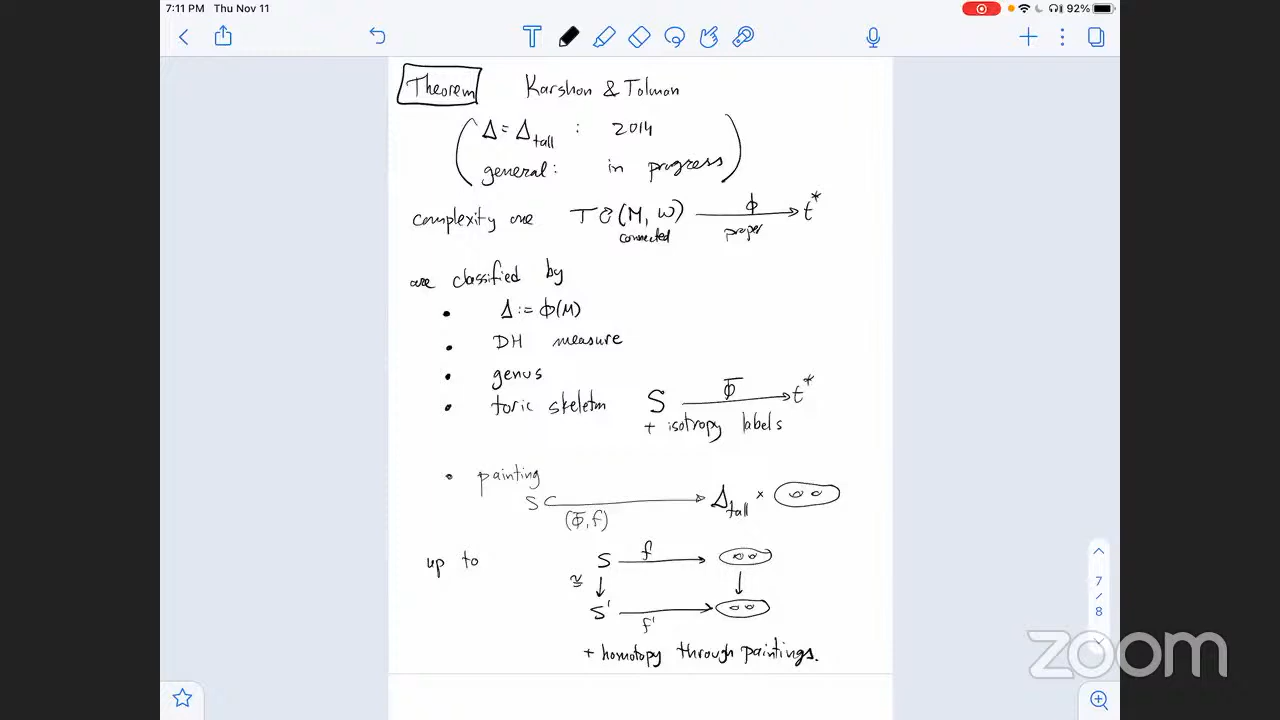 7:11 PM Thu Nov 11
92%
Theorem Karshon & Tolman
( Δ = Δ_tall : 2014
general: in progress )
complexity one T ⟳ (M, ω) —ϕ→ t*
connected proper
are classified by
• Δ := ϕ(M)
• DH measure
• genus
• toric skeleton S —Φ̄→ t*
+ isotropy labels
• painting
S ⊂—(Φ̄, f)→ Δ_tall ×
up to S —f→
≅ ↓ ↓
S' —f'→
+ homotopy through paintings.
7
/
8
zoom